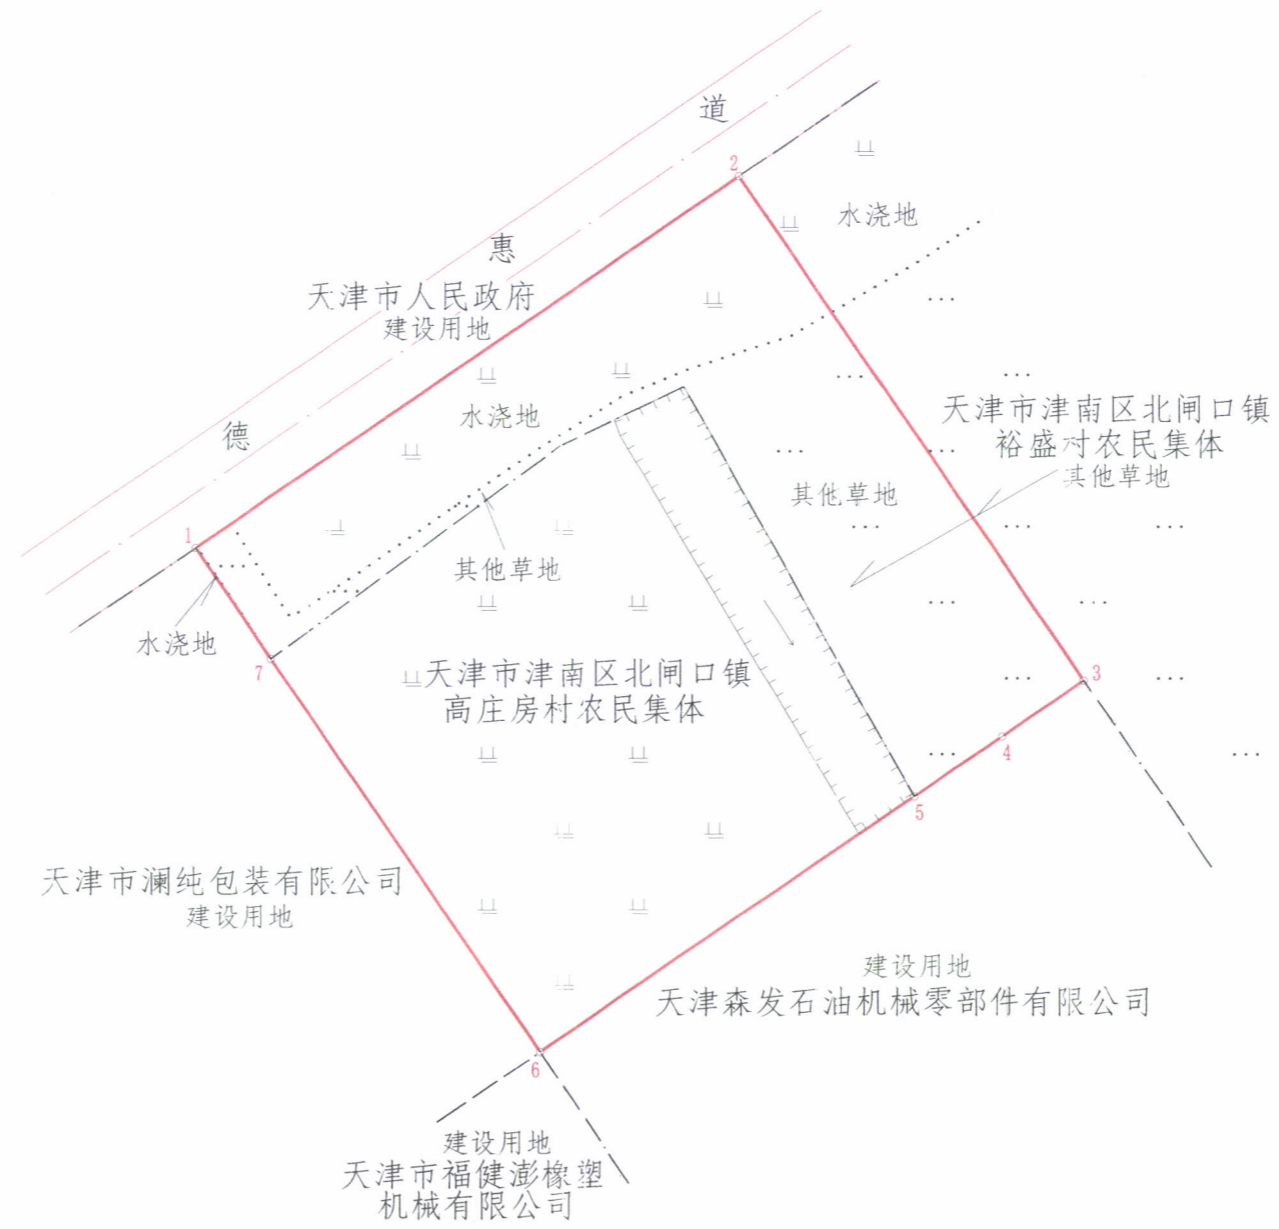 道
2
水浇地
惠
天津市人民政府
建设用地
水浇地
德
天津市津南区北闸口镇
裕盛村农民集体
其他草地
其他草地
1
其他草地
水浇地
7
天津市津南区北闸口镇
高庄房村农民集体
3
4
5
天津市澜纯包装有限公司
建设用地
建设用地
天津森发石油机械零部件有限公司
6
建设用地
天津市福健澎橡塑
机械有限公司